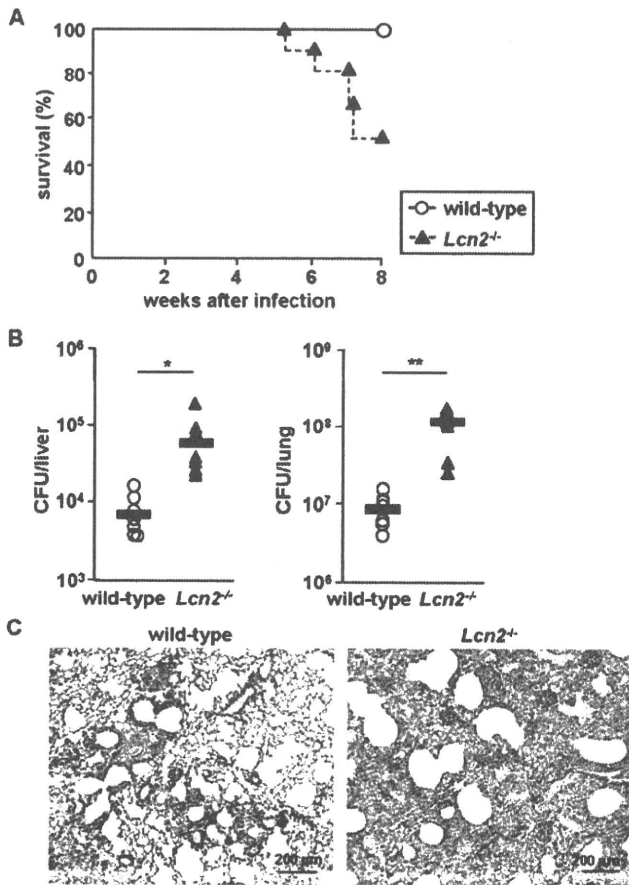 A
100
80
60
40
20
0
survival (%)
0 2 4 6 8
weeks after infection
wild-type
Lcn2-/-
B
10⁶
10⁵
10⁴
10³
CFU/liver
*
wild-type Lcn2-/-
10⁹
10⁸
10⁷
10⁶
CFU/lung
**
wild-type Lcn2-/-
C
wild-type
Lcn2-/-
200 μm
200 μm